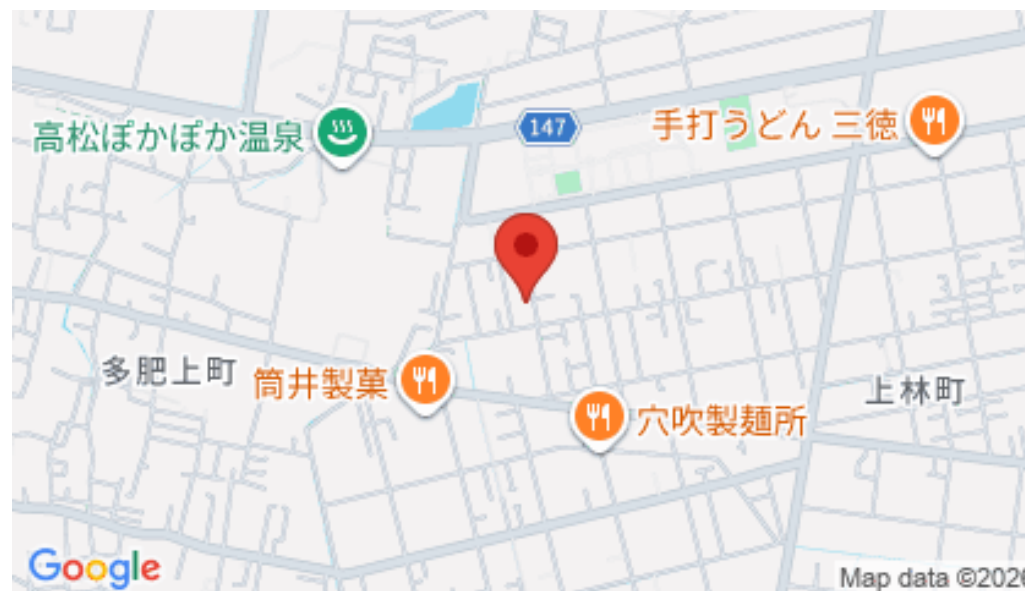 高松ぽかぽか温泉
147
手打うどん 三徳
多肥上町
筒井製菓
穴吹製麺所
上林町
Google
Map data ©2026